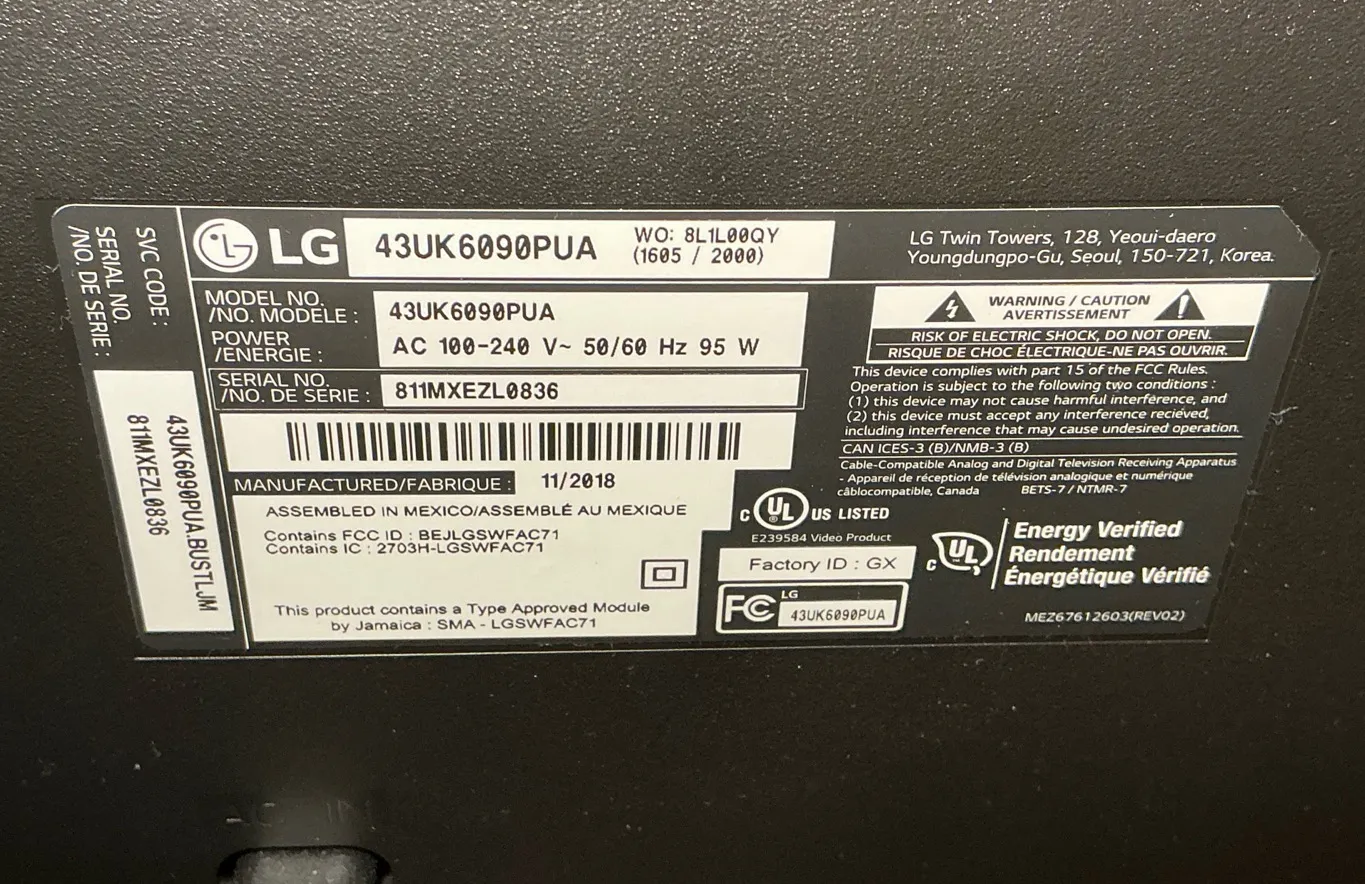 SVC CODE :
SERIAL NO.
/NO. DE SÉRIE :
43UK6090PUA.BUSTLJM
811MXEZL0836
LG
43UK6090PUA
WO: 8L1L00QY
(1605 / 2000)
LG Twin Towers, 128, Yeoui-daero
Youngdungpo-Gu, Seoul, 150-721, Korea.
MODEL NO.
/NO. MODÈLE :
43UK6090PUA
POWER
/ÉNERGIE :
AC 100-240 V~ 50/60 Hz 95 W
SERIAL NO.
/NO. DE SÉRIE :
811MXEZL0836
MANUFACTURED/FABRIQUÉ :
11/2018
ASSEMBLED IN MEXICO/ASSEMBLÉ AU MEXIQUE
Contains FCC ID : BEJLGSWFAC71
Contains IC : 2703H-LGSWFAC71
This product contains a Type Approved Module
by Jamaica : SMA - LGSWFAC71
WARNING / CAUTION
AVERTISSEMENT
RISK OF ELECTRIC SHOCK, DO NOT OPEN.
RISQUE DE CHOC ÉLECTRIQUE-NE PAS OUVRIR.
This device complies with part 15 of the FCC Rules.
Operation is subject to the following two conditions :
(1) this device may not cause harmful interference, and
(2) this device must accept any interference recieved,
including interference that may cause undesired operation.
CAN ICES-3 (B)/NMB-3 (B)
Cable-Compatible Analog and Digital Television Receiving Apparatus
- Appareil de réception de télévision analogique et numérique
câblocompatible, Canada BETS-7 / NTMR-7
C UL ® US LISTED
E239584 Video Product
Factory ID : GX
FC LG
43UK6090PUA
C UL
Energy Verified
Rendement
Énergétique Vérifié
MEZ67612603(REV02)
AC IN